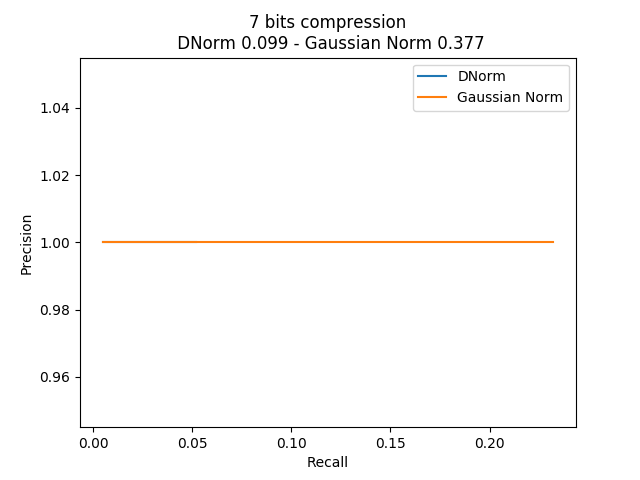 7 bits compression
DNorm 0.099 - Gaussian Norm 0.377
DNorm
Gaussian Norm
1.04
1.02
1.00
0.98
0.96
Precision
0.00 0.05 0.10 0.15 0.20
Recall